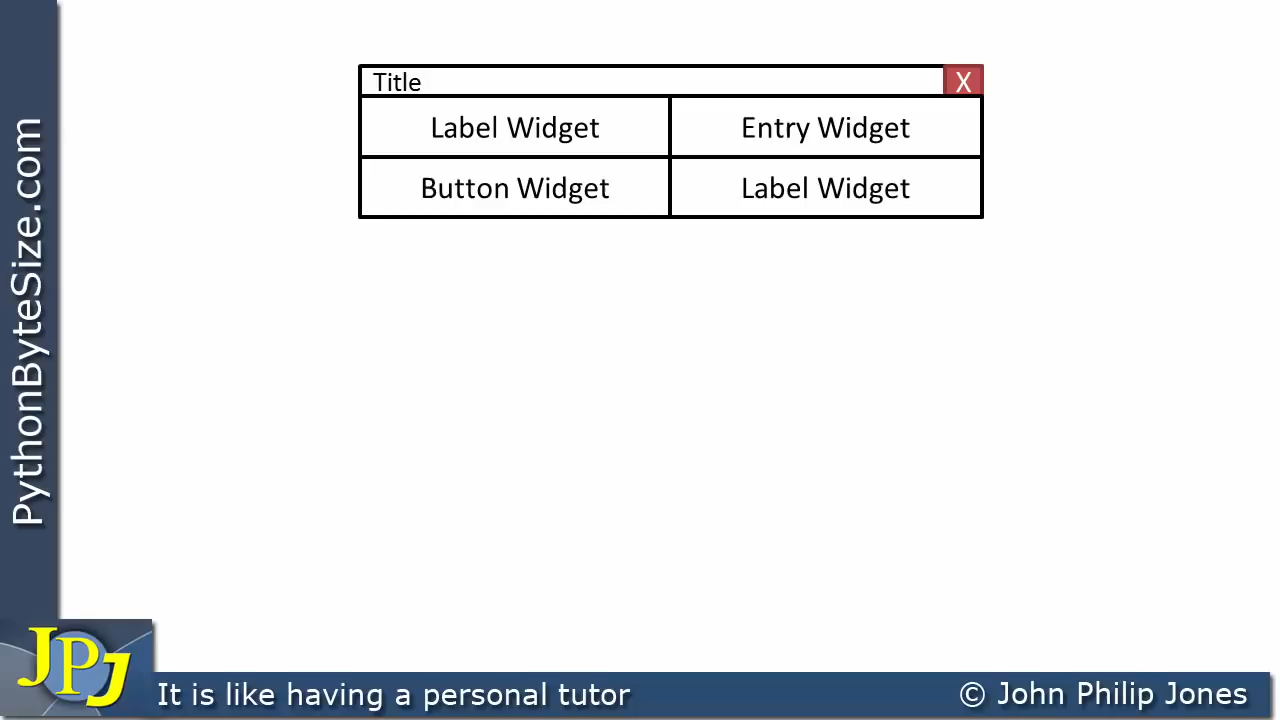 Title X
Label Widget Entry Widget
Button Widget Label Widget
PythonByteSize.com
JPJ
It is like having a personal tutor
© John Philip Jones